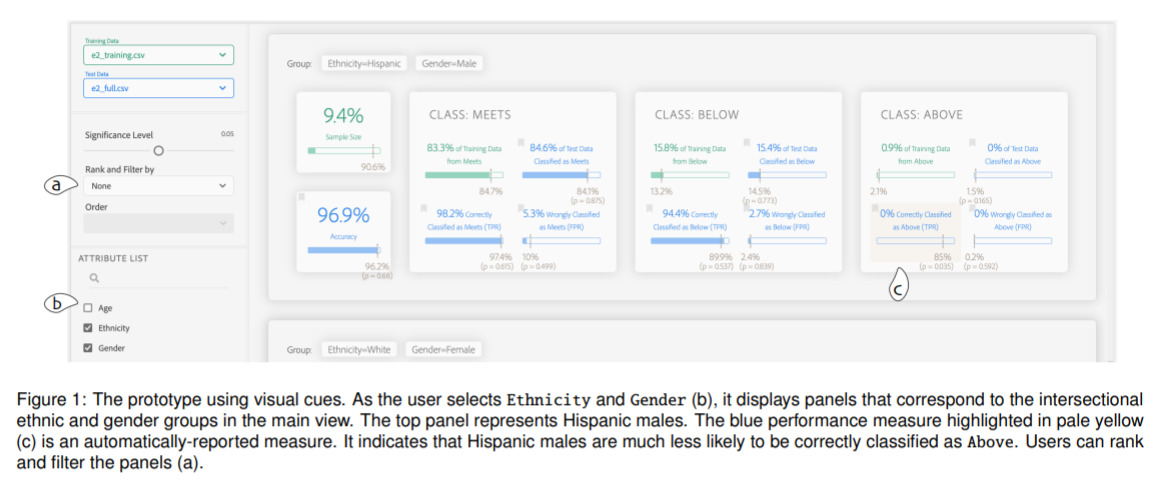 Training Data
e2_training.csv
Test Data
e2_full.csv
Significance Level 0.05
Rank and Filter by
a
None
Order
ATTRIBUTE LIST
b
Age
Ethnicity
Gender
Group: Ethnicity=Hispanic Gender=Male
9.4%
Sample Size
90.6%
96.9%
Accuracy
96.2%
(p = 0.66)
CLASS: MEETS
83.3% of Training Data
from Meets
84.7%
84.6% of Test Data
Classified as Meets
84.1%
(p = 0.875)
98.2% Correctly
Classified as Meets (TPR)
97.4%
(p = 0.615)
5.3% Wrongly Classified
as Meets (FPR)
10%
(p = 0.499)
CLASS: BELOW
15.8% of Training Data
from Below
13.2%
15.4% of Test Data
Classified as Below
14.5%
(p = 0.773)
94.4% Correctly
Classified as Below (TPR)
89.9%
(p = 0.537)
2.7% Wrongly Classified
as Below (FPR)
2.4%
(p = 0.839)
CLASS: ABOVE
0.9% of Training Data
from Above
2.1%
0% of Test Data
Classified as Above
1.5%
(p = 0.165)
0% Correctly Classified
as Above (TPR)
85%
(p = 0.035)
0% Wrongly Classified as
Above (FPR)
0.2%
(p = 0.592)
c
Group: Ethnicity=White Gender=Female
Figure 1: The prototype using visual cues. As the user selects Ethnicity and Gender (b), it displays panels that correspond to the intersectional
ethnic and gender groups in the main view. The top panel represents Hispanic males. The blue performance measure highlighted in pale yellow
(c) is an automatically-reported measure. It indicates that Hispanic males are much less likely to be correctly classified as Above. Users can rank
and filter the panels (a).